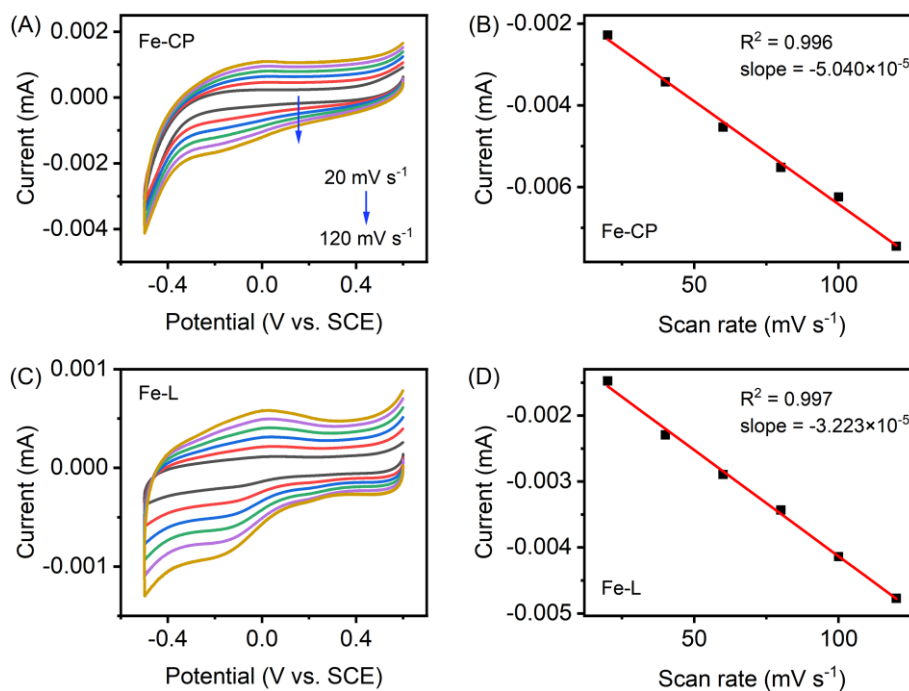 (A)
Fe-CP
0.002
0.000
-0.002
-0.004
Current (mA)
20 mV s⁻¹
120 mV s⁻¹
-0.4
0.0
0.4
Potential (V vs. SCE)
(B)
-0.002
-0.004
-0.006
Current (mA)
R² = 0.996
slope = -5.040×10⁻⁵
Fe-CP
50
100
Scan rate (mV s⁻¹)
(C)
Fe-L
0.001
0.000
-0.001
Current (mA)
-0.4
0.0
0.4
Potential (V vs. SCE)
(D)
-0.002
-0.003
-0.004
-0.005
Current (mA)
R² = 0.997
slope = -3.223×10⁻⁵
Fe-L
50
100
Scan rate (mV s⁻¹)